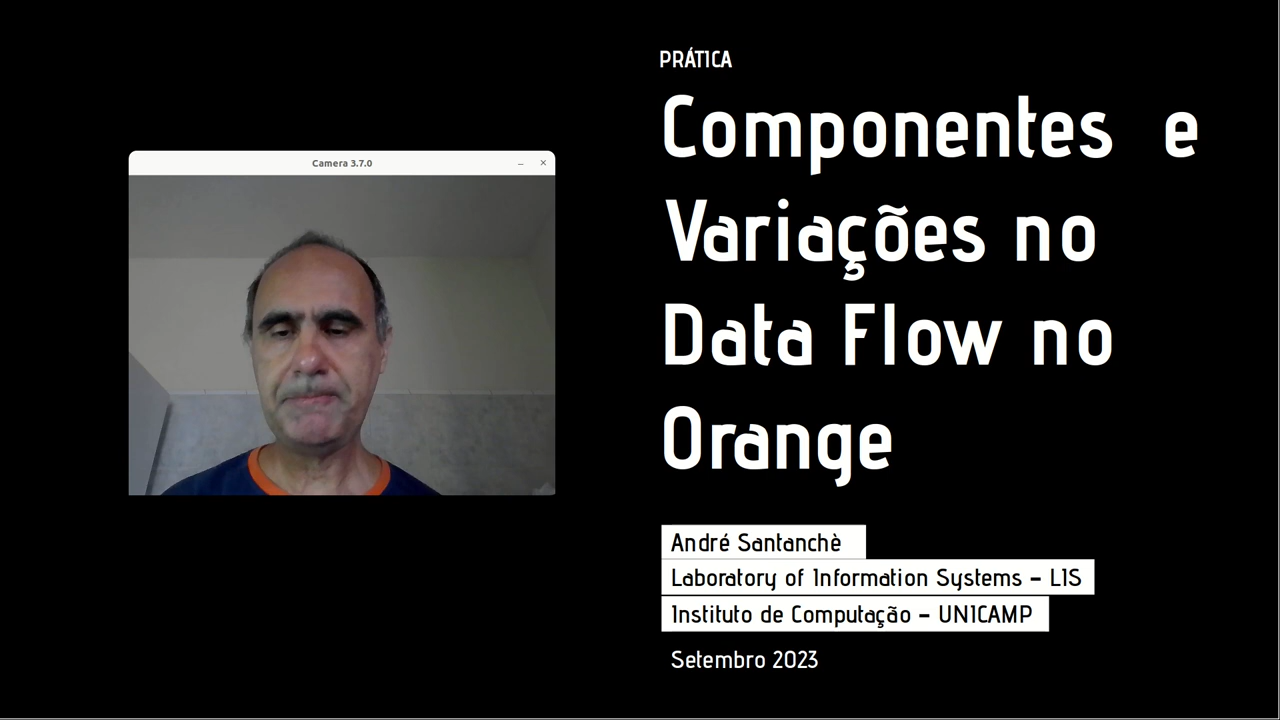 Camera 3.7.0
PRÁTICA
Componentes e
Variações no
Data Flow no
Orange
André Santanchè
Laboratory of Information Systems – LIS
Instituto de Computação – UNICAMP
Setembro 2023